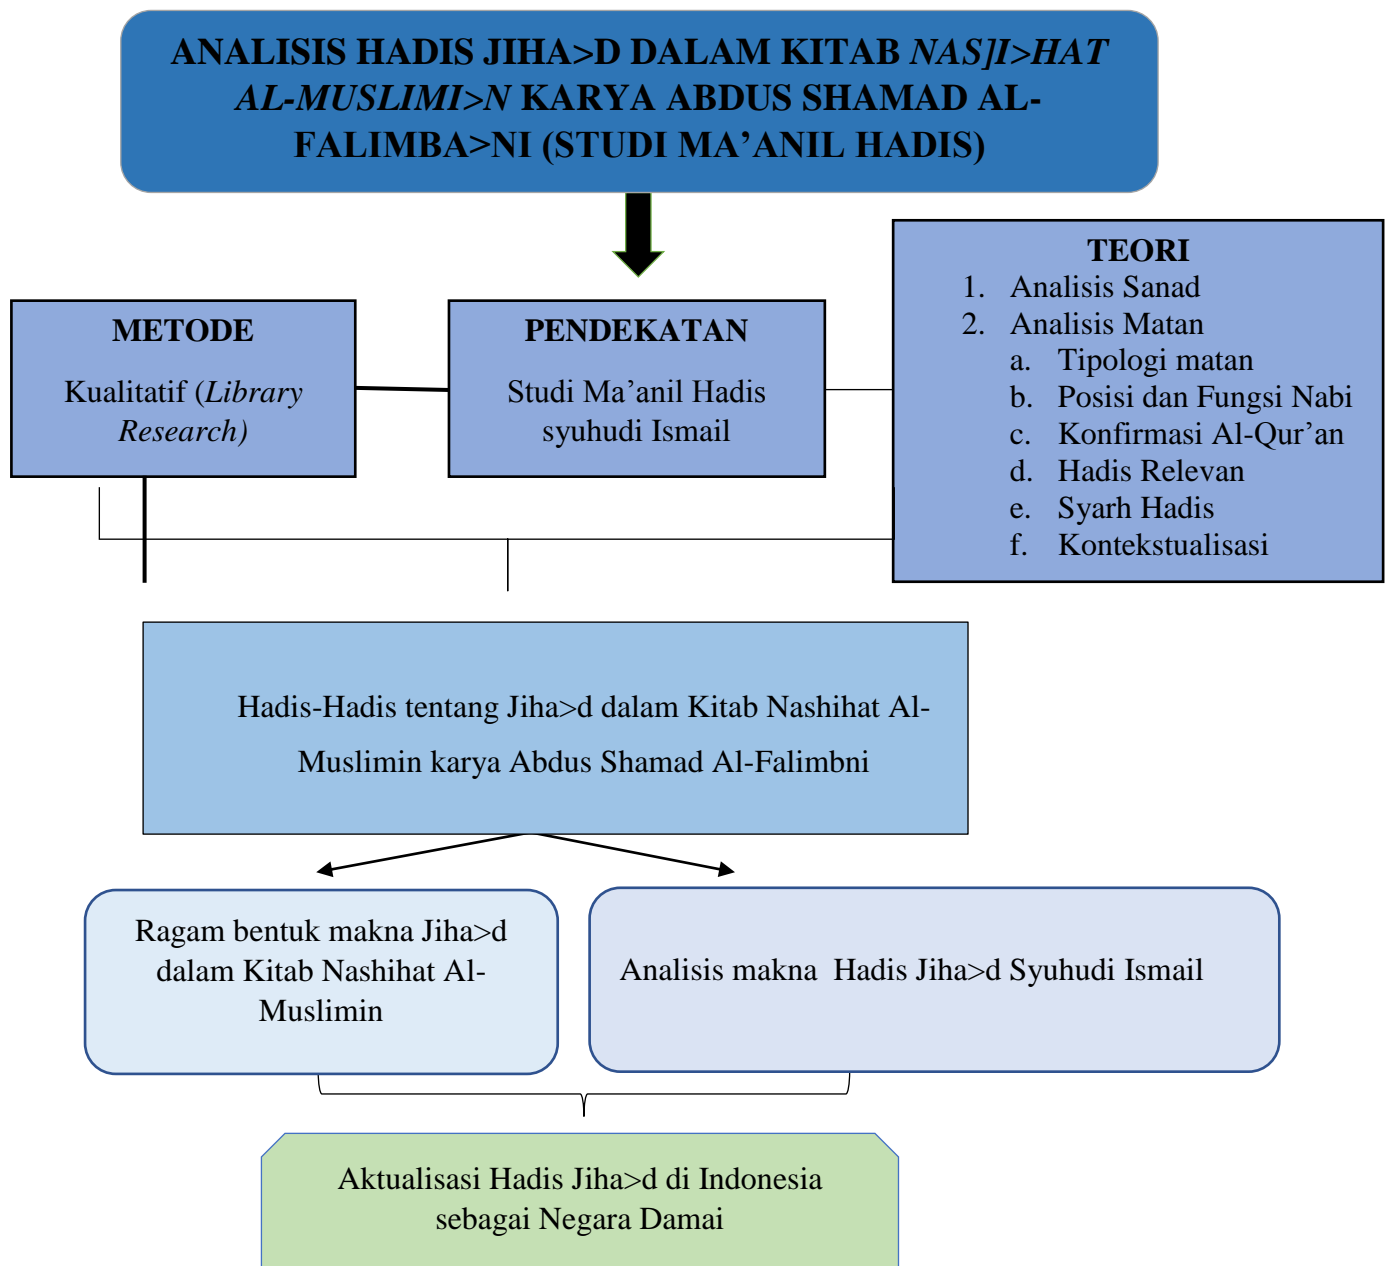 ANALISIS HADIS JIHA>D DALAM KITAB NAS]I>HAT
AL-MUSLIMI>N KARYA ABDUS SHAMAD AL-
FALIMBA>NI (STUDI MA’ANIL HADIS)
METODE
Kualitatif (Library
Research)
PENDEKATAN
Studi Ma’anil Hadis
syuhudi Ismail
TEORI
1. Analisis Sanad
2. Analisis Matan
a. Tipologi matan
b. Posisi dan Fungsi Nabi
c. Konfirmasi Al-Qur’an
d. Hadis Relevan
e. Syarh Hadis
f. Kontekstualisasi
Hadis-Hadis tentang Jiha>d dalam Kitab Nashihat Al-
Muslimin karya Abdus Shamad Al-Falimbni
Ragam bentuk makna Jiha>d
dalam Kitab Nashihat Al-
Muslimin
Analisis makna  Hadis Jiha>d Syuhudi Ismail
Aktualisasi Hadis Jiha>d di Indonesia
sebagai Negara Damai